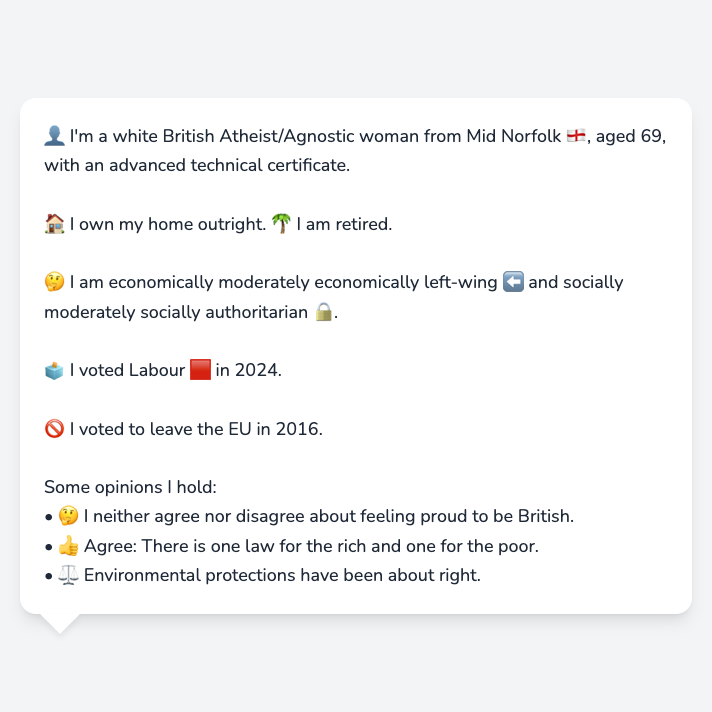 👤 I'm a white British Atheist/Agnostic woman from Mid Norfolk 🏴󠁧󠁢󠁥󠁮󠁧󠁿, aged 69,
with an advanced technical certificate.
🏠 I own my home outright. 🌴 I am retired.
🤔 I am economically moderately economically left-wing ⬅️ and socially
moderately socially authoritarian 🔒.
🗳️ I voted Labour 🟥 in 2024.
🚫 I voted to leave the EU in 2016.
Some opinions I hold:
• 🤔 I neither agree nor disagree about feeling proud to be British.
• 👍 Agree: There is one law for the rich and one for the poor.
• ⚖️ Environmental protections have been about right.